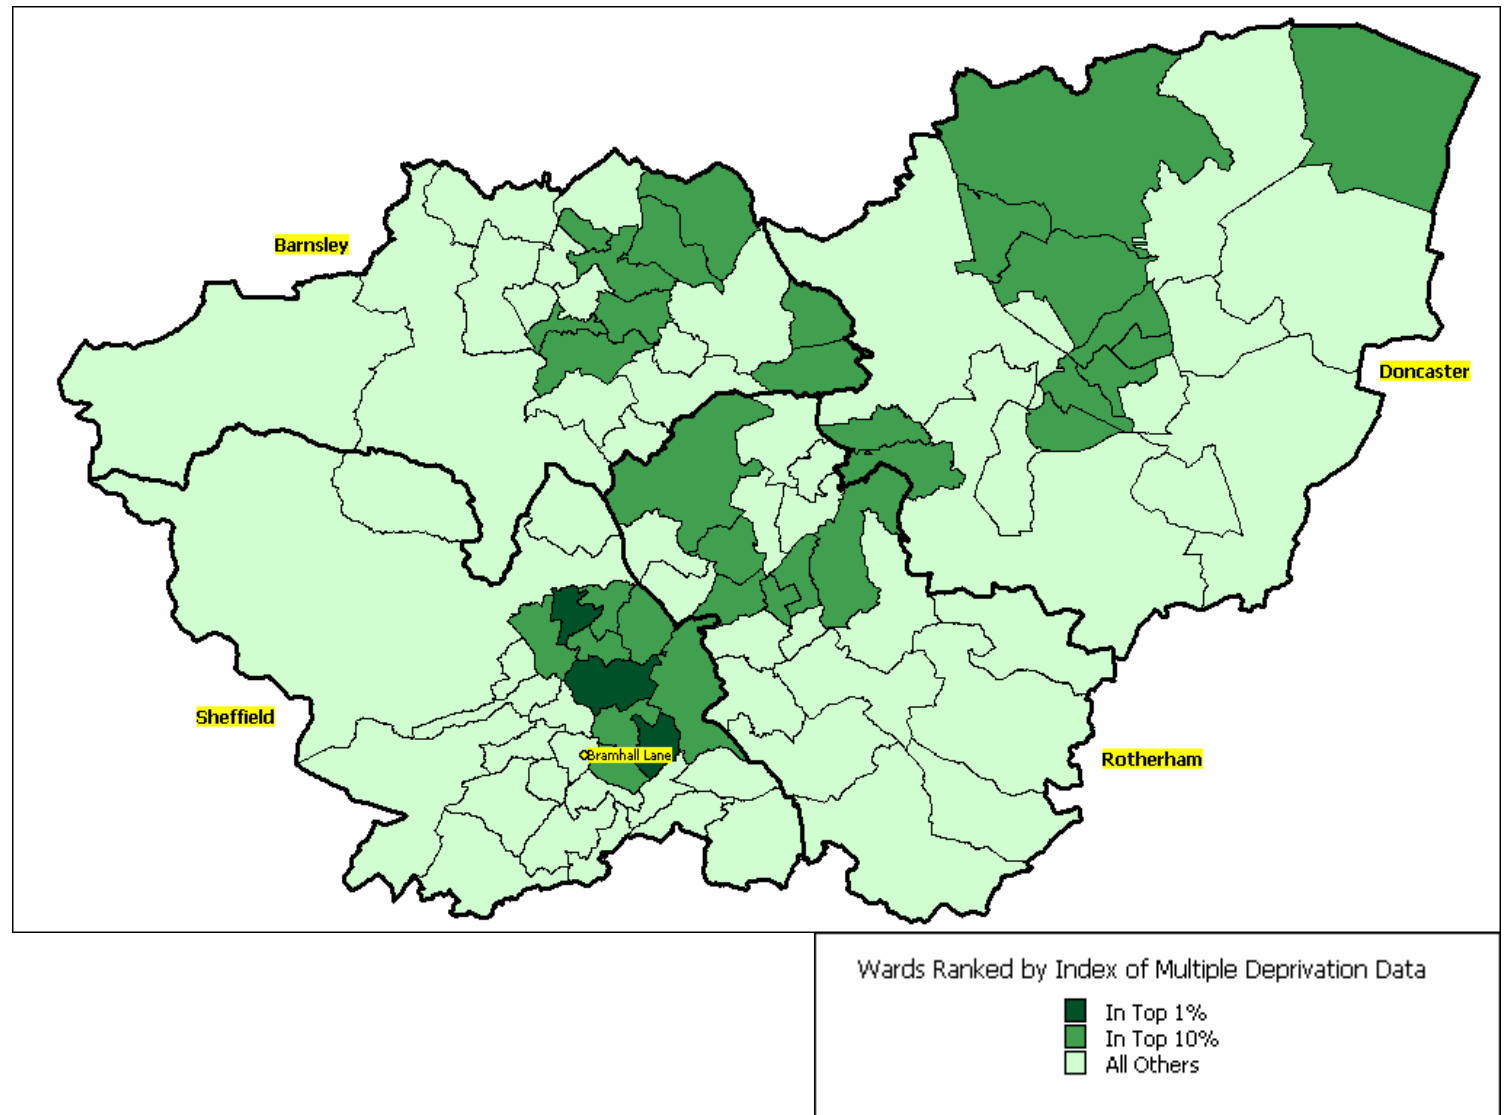 Barnsley
Doncaster
Sheffield
Bramhall Lane
Rotherham
Wards Ranked by Index of Multiple Deprivation Data
In Top 1%
In Top 10%
All Others